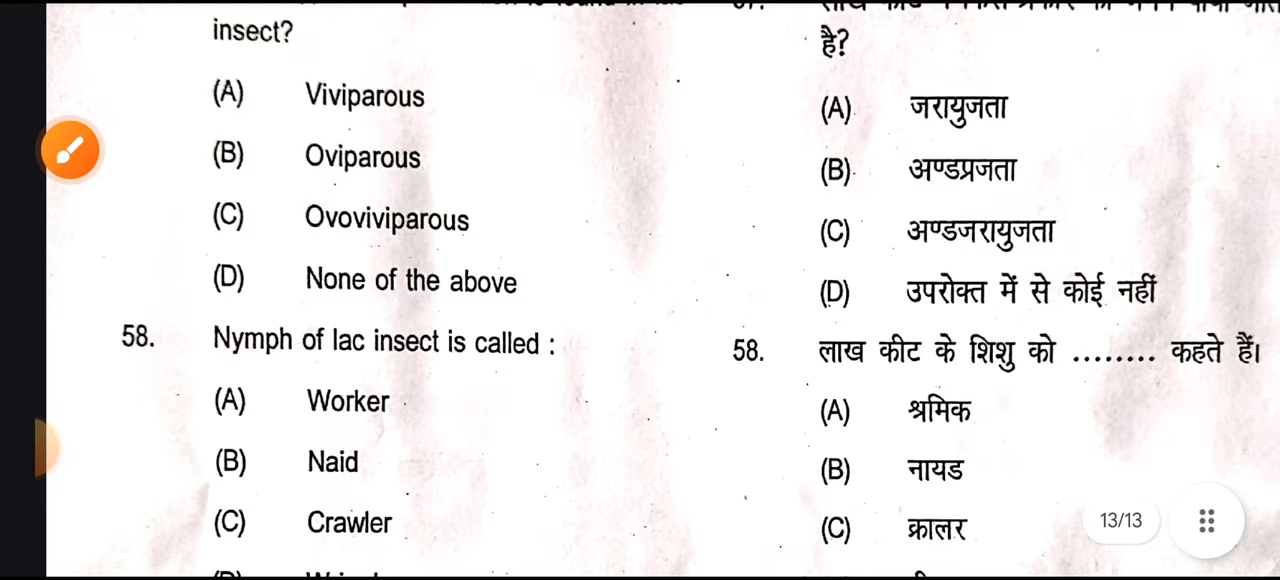 insect?
(A) Viviparous
(B) Oviparous
(C) Ovoviviparous
(D) None of the above
58. Nymph of lac insect is called :
(A) Worker
(B) Naid
(C) Crawler
है?
(A) जरायुजता
(B) अण्डप्रजता
(C) अण्डजरायुजता
(D) उपरोक्त में से कोई नहीं
58. लाख कीट के शिशु को ........ कहते हैं।
(A) श्रमिक
(B) नायड
(C) क्रालर
13/13